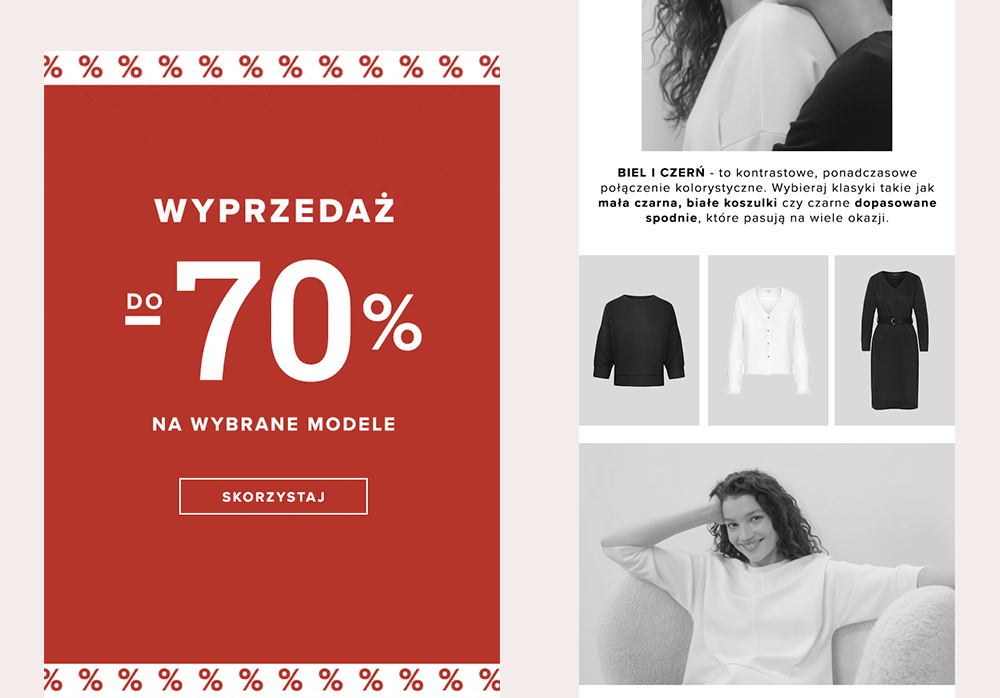 % % % % % % % % % % % %
WYPRZEDAŻ
DO
-70%
NA WYBRANE MODELE
SKORZYSTAJ
% % % % % % % % % % % %
BIEL I CZERŃ - to kontrastowe, ponadczasowe
połączenie kolorystyczne. Wybieraj klasyki takie jak
mała czarna, białe koszulki czy czarne dopasowane
spodnie, które pasują na wiele okazji.